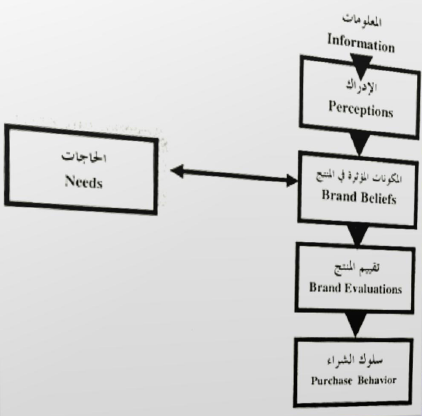 المعلومات
Information
الإدراك
Perceptions
الحاجات
Needs
المكونات المؤثرة في المنتج
Brand Beliefs
تقييم المنتج
Brand Evaluations
سلوك الشراء
Purchase Behavior